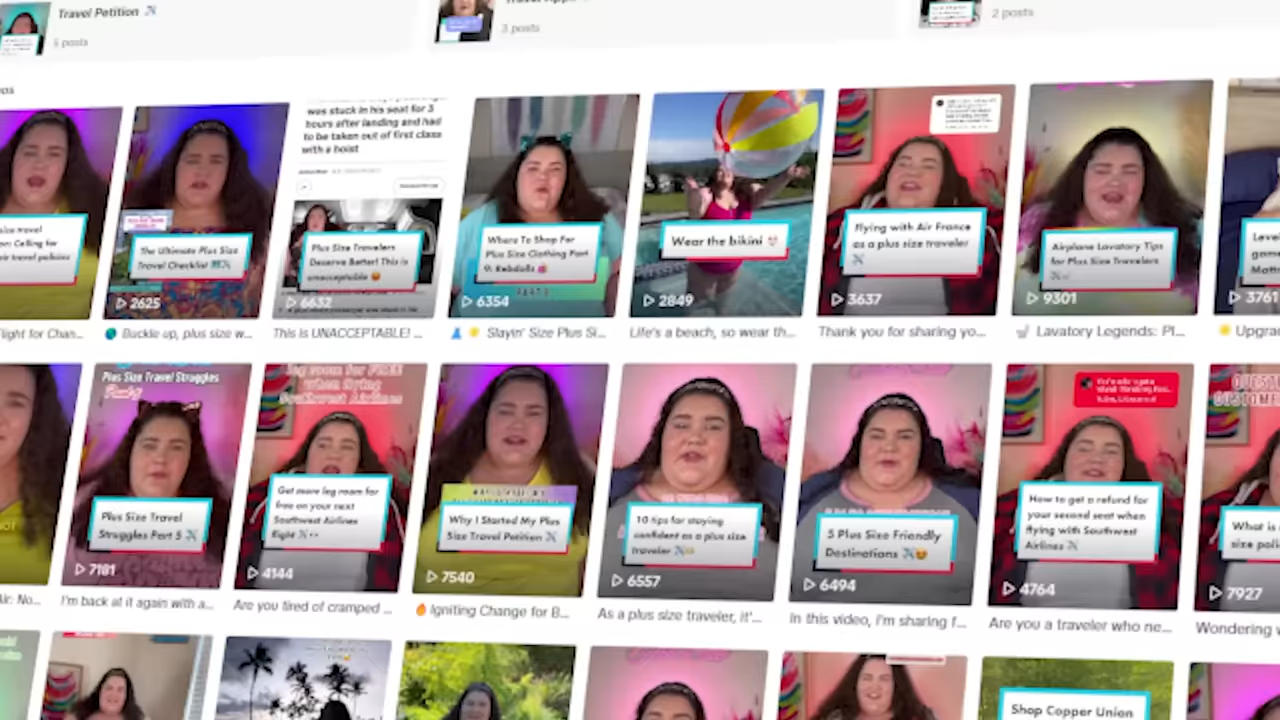 Travel Petition
5 posts
3 posts
2 posts
was stuck in his seat for 3
hours after landing and had
to be taken out of first class
with a hoist
The Ultimate Plus Size
Travel Checklist
2625
Plus Size Travelers
Deserve Better! This is
unacceptable
6632
Where To Shop For
Plus Size Clothing Part
9: Rebdolls
6354
Wear the bikini
2849
Flying with Air France
as a plus size traveler
3637
Airplane Lavatory Tips
for Plus Size Travelers
9301
3761
Buckle up, plus size w...
This is UNACCEPTABLE! ...
Slayin' Size Plus Si...
Life's a beach, so wear th...
Thank you for sharing yo...
Lavatory Legends: Pl...
Upgra
Plus Size Travel Struggles
Plus Size Travel
Struggles Part 5
7181
leg room for FREE
when flying
Southwest Airlines
Get more leg room for
free on your next
Southwest Airlines
flight
4144
Why I Started My Plus
Size Travel Petition
7540
10 tips for staying
confident as a plus size
traveler
6557
5 Plus Size Friendly
Destinations
6494
How to get a refund for
your second seat when
flying with Southwest
Airlines
4764
What is
size poli
7927
I'm back at it again with a...
Are you tired of cramped ...
Igniting Change for B...
As a plus size traveler, it'...
In this video, I'm sharing f...
Are you a traveler who ne...
Wondering
Shop Copper Union